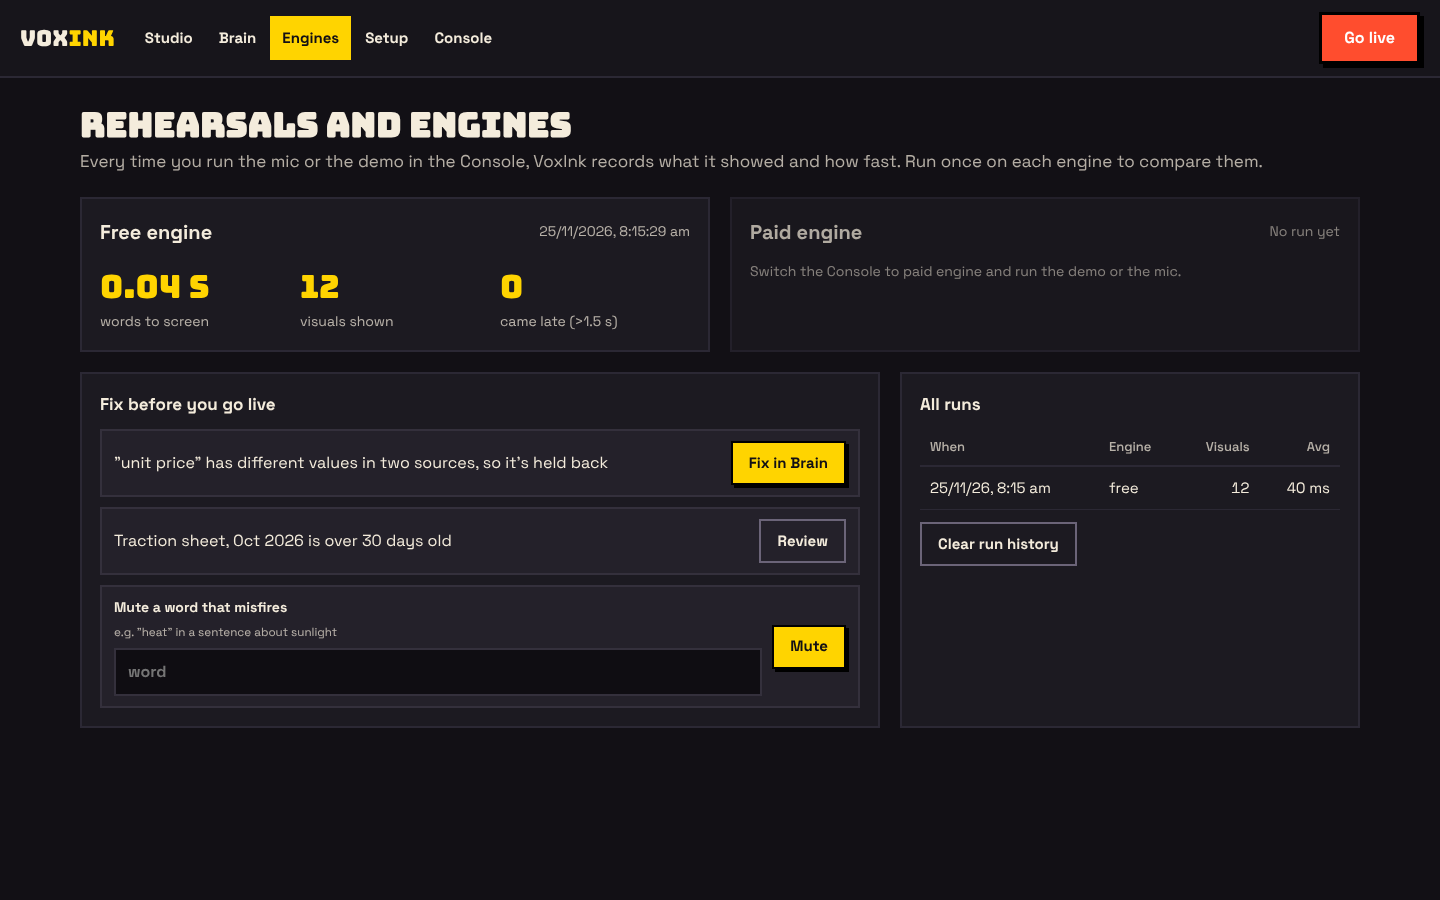 VOXINK
Studio
Brain
Engines
Setup
Console
Go live
REHEARSALS AND ENGINES
Every time you run the mic or the demo in the Console, VoxInk records what it showed and how fast. Run once on each engine to compare them.
Free engine
25/11/2026, 8:15:29 am
0.04 S
words to screen
12
visuals shown
0
came late (>1.5 s)
Paid engine
No run yet
Switch the Console to paid engine and run the demo or the mic.
Fix before you go live
"unit price" has different values in two sources, so it's held back
Fix in Brain
Traction sheet, Oct 2026 is over 30 days old
Review
Mute a word that misfires
e.g. "heat" in a sentence about sunlight
word
Mute
All runs
When Engine Visuals Avg
25/11/26, 8:15 am free 12 40 ms
Clear run history